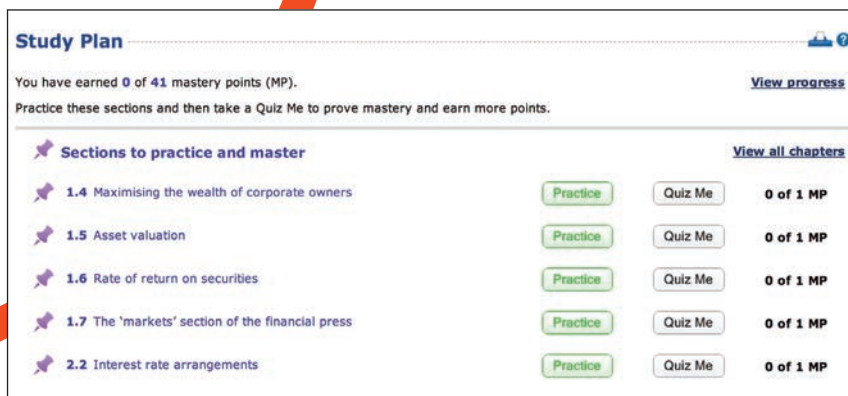 Study Plan
?
You have earned 0 of 41 mastery points (MP). View progress
Practice these sections and then take a Quiz Me to prove mastery and earn more points.
Sections to practice and master View all chapters
1.4 Maximising the wealth of corporate owners Practice Quiz Me 0 of 1 MP
1.5 Asset valuation Practice Quiz Me 0 of 1 MP
1.6 Rate of return on securities Practice Quiz Me 0 of 1 MP
1.7 The ‘markets’ section of the financial press Practice Quiz Me 0 of 1 MP
2.2 Interest rate arrangements Practice Quiz Me 0 of 1 MP